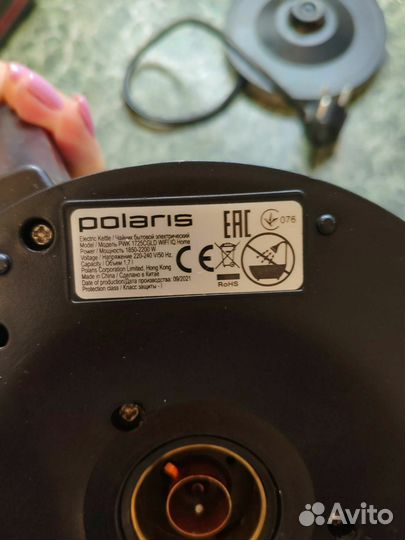 polaris
Electric Kettle / Чайник бытовой электрический
Model / Модель PWK 1725CGLD WIFI IQ Home
Power / Мощность 1850-2200 W
Voltage / Напряжение 220-240 V/50 Hz
Capacity / Объем 1,7 l
Polaris Corporation Limited, Hong Kong
Made in China / Сделано в Китае
Date of production/Дата производства: 09/2021
Protection class / Класс защиты - I
CE
RoHS
EAC
076
Avito